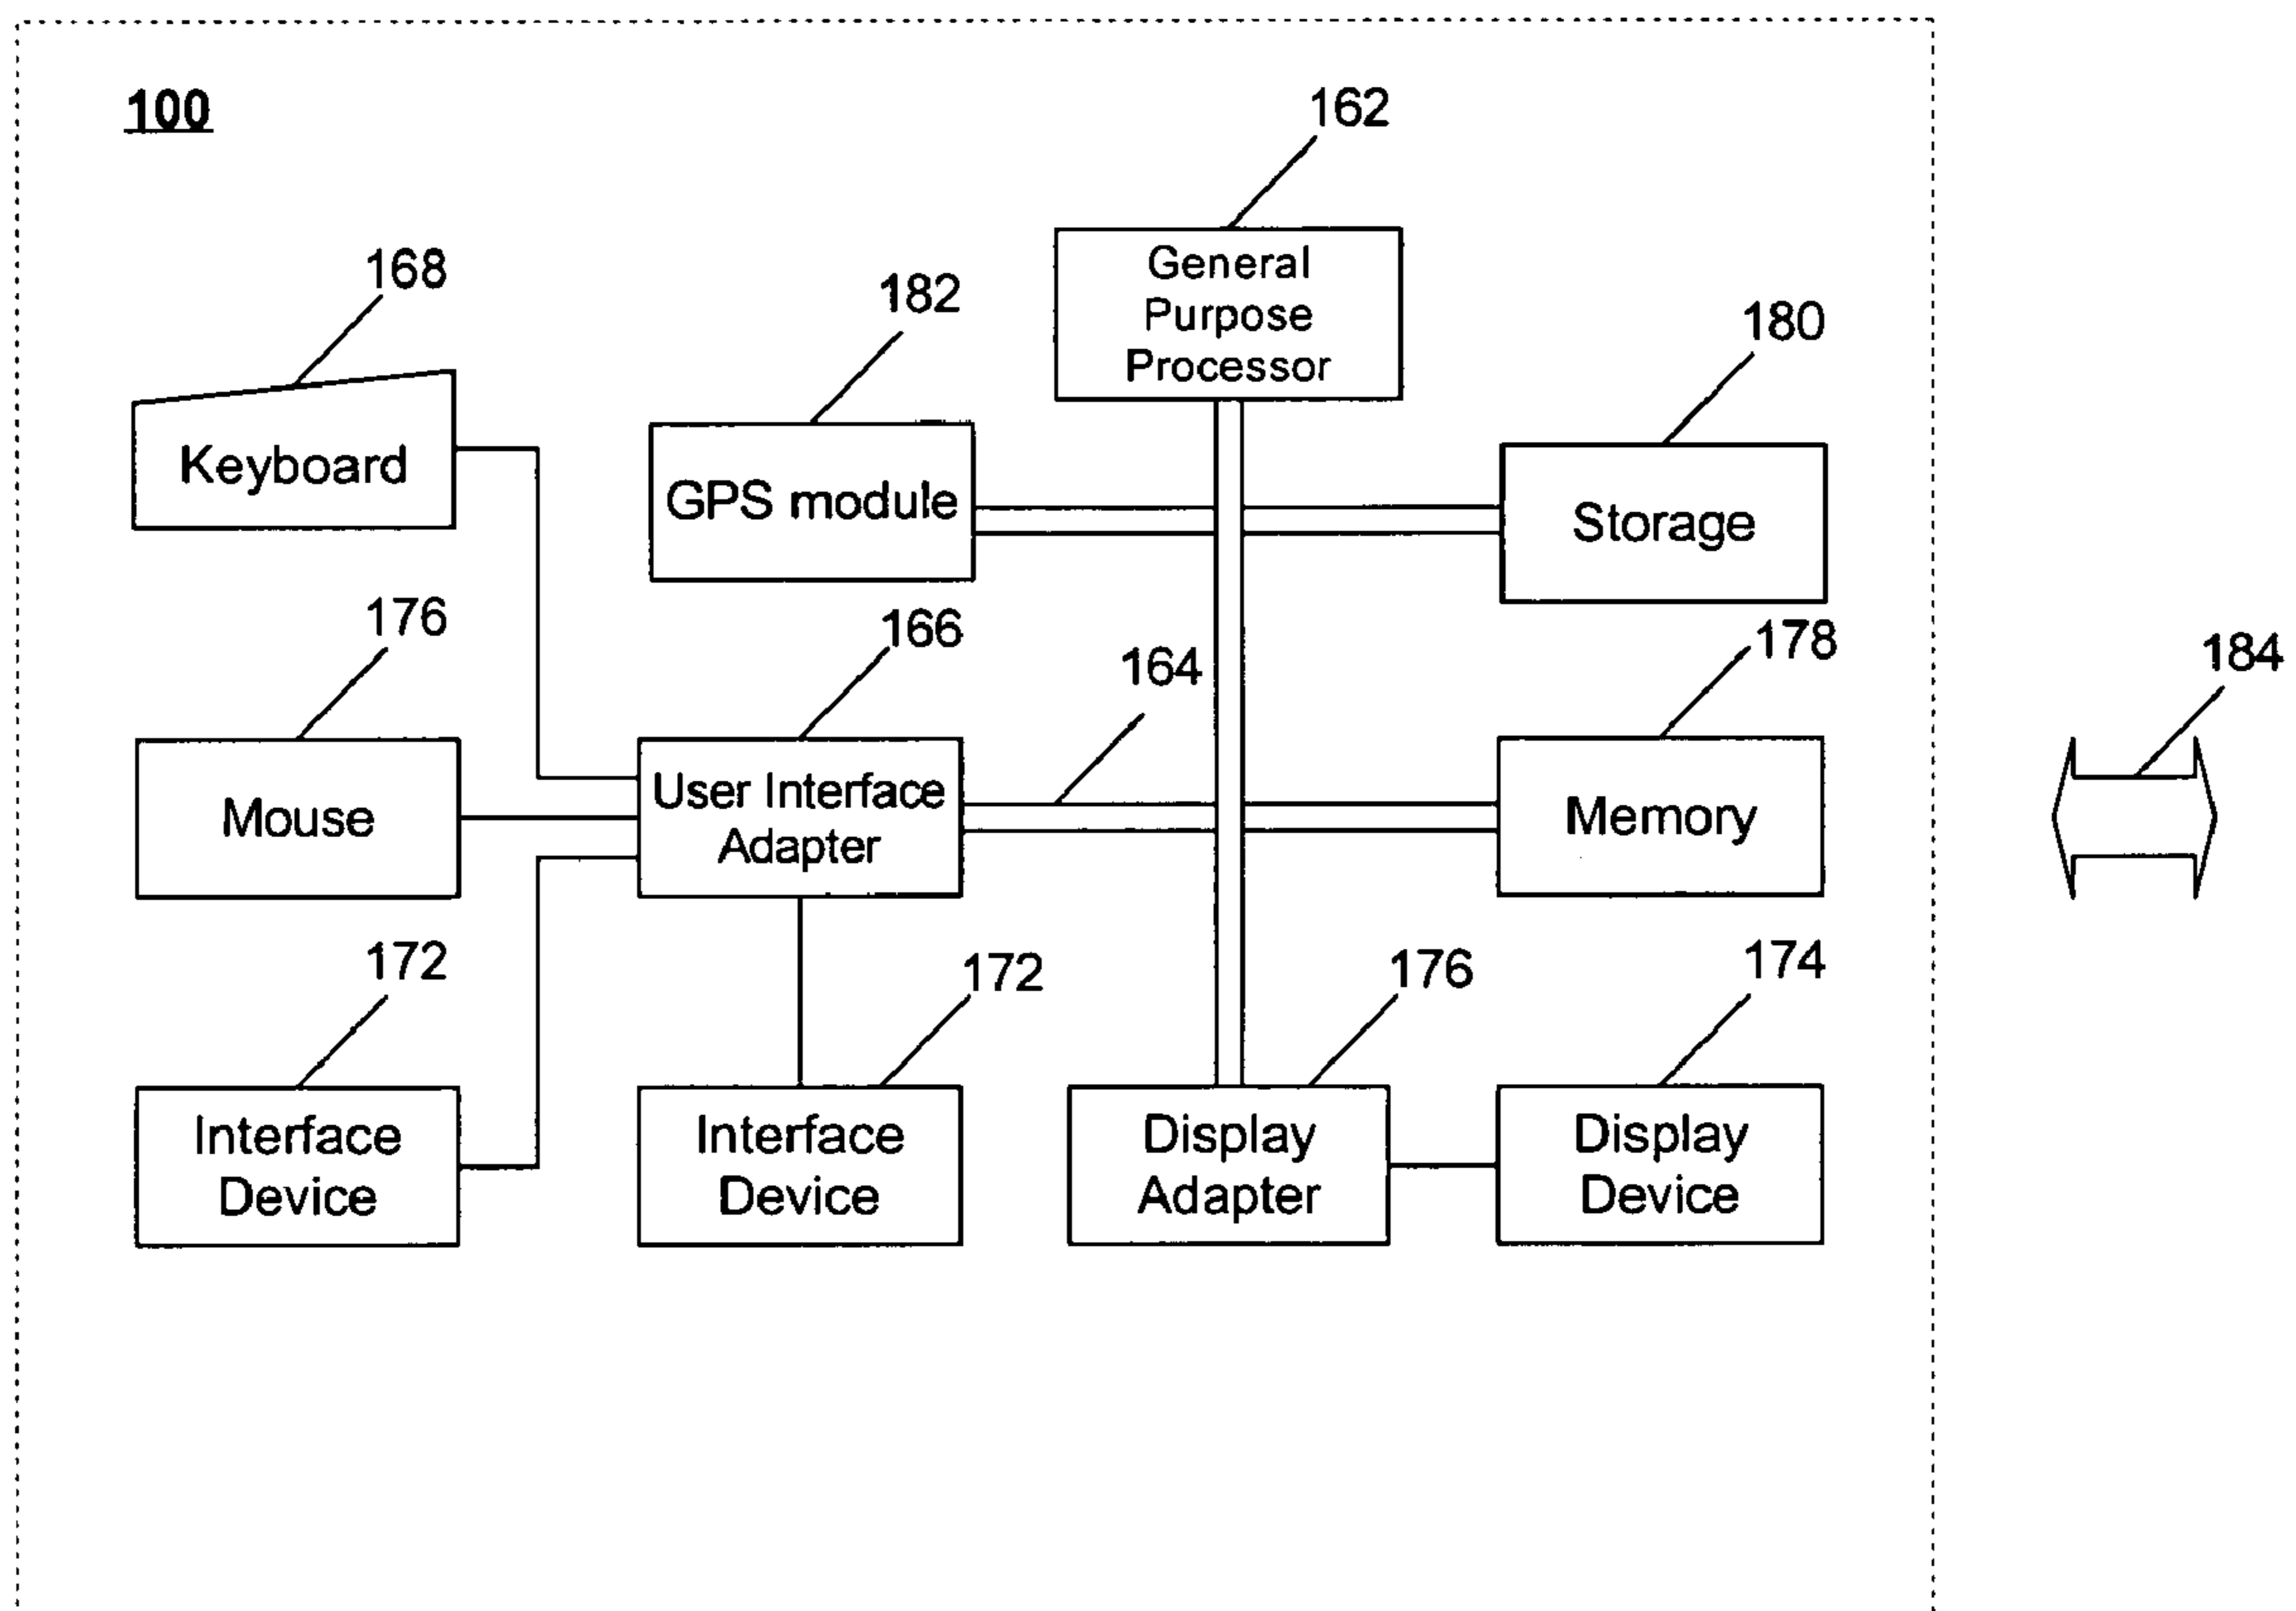 100
162
168
182
General
Purpose
Processor
180
Keyboard
GPS module
Storage
176
166
164
178
184
Mouse
User Interface
Adapter
Memory
172
172
176
174
Interface
Device
Interface
Device
Display
Adapter
Display
Device